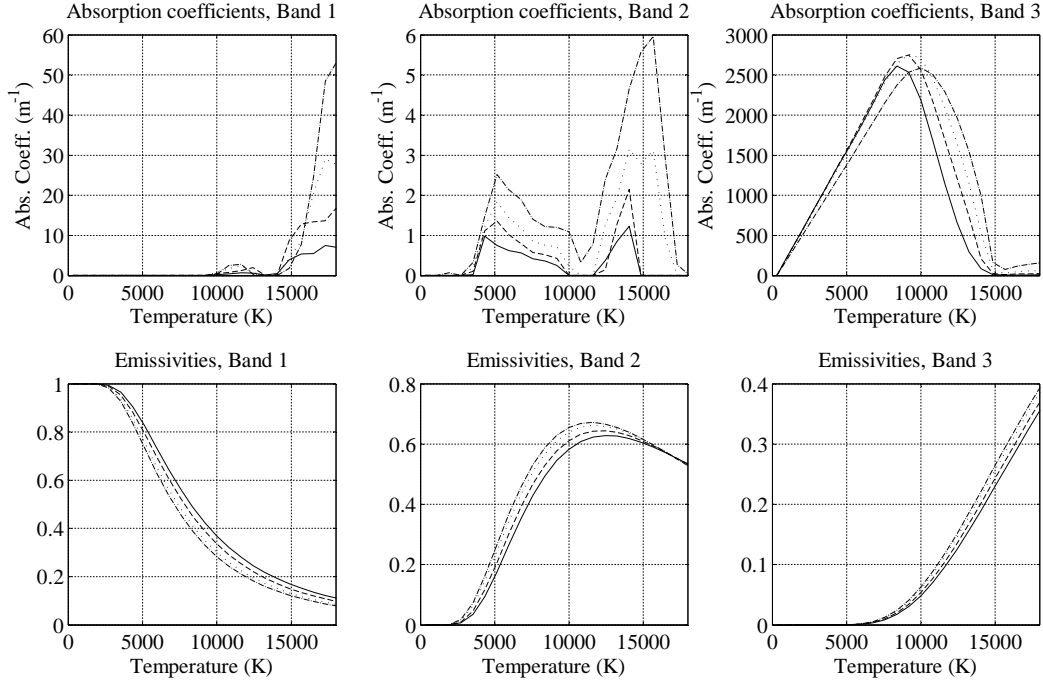 Absorption coefficients, Band 1
Absorption coefficients, Band 2
Absorption coefficients, Band 3
Abs. Coeff. (m⁻¹)
60
50
40
30
20
10
0
0 5000 10000 15000
Temperature (K)
Abs. Coeff. (m⁻¹)
6
5
4
3
2
1
0
0 5000 10000 15000
Temperature (K)
Abs. Coeff. (m⁻¹)
3000
2500
2000
1500
1000
500
0
0 5000 10000 15000
Temperature (K)
Emissivities, Band 1
Emissivities, Band 2
Emissivities, Band 3
1
0.8
0.6
0.4
0.2
0
0 5000 10000 15000
Temperature (K)
0.8
0.6
0.4
0.2
0
0 5000 10000 15000
Temperature (K)
0.4
0.3
0.2
0.1
0
0 5000 10000 15000
Temperature (K)